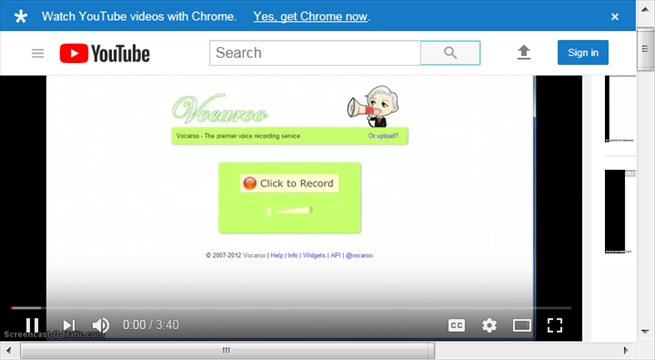 Watch YouTube videos with Chrome. Yes, get Chrome now. ×
YouTube Search Sign in
Vocaroo
Vocaroo - The premier voice recording service Or upload?
Click to Record
© 2007-2012 Vocaroo | Help | Info | Widgets | API | @vocaroo
0:00 / 3:40 CC
Screencast-O-Matic.com